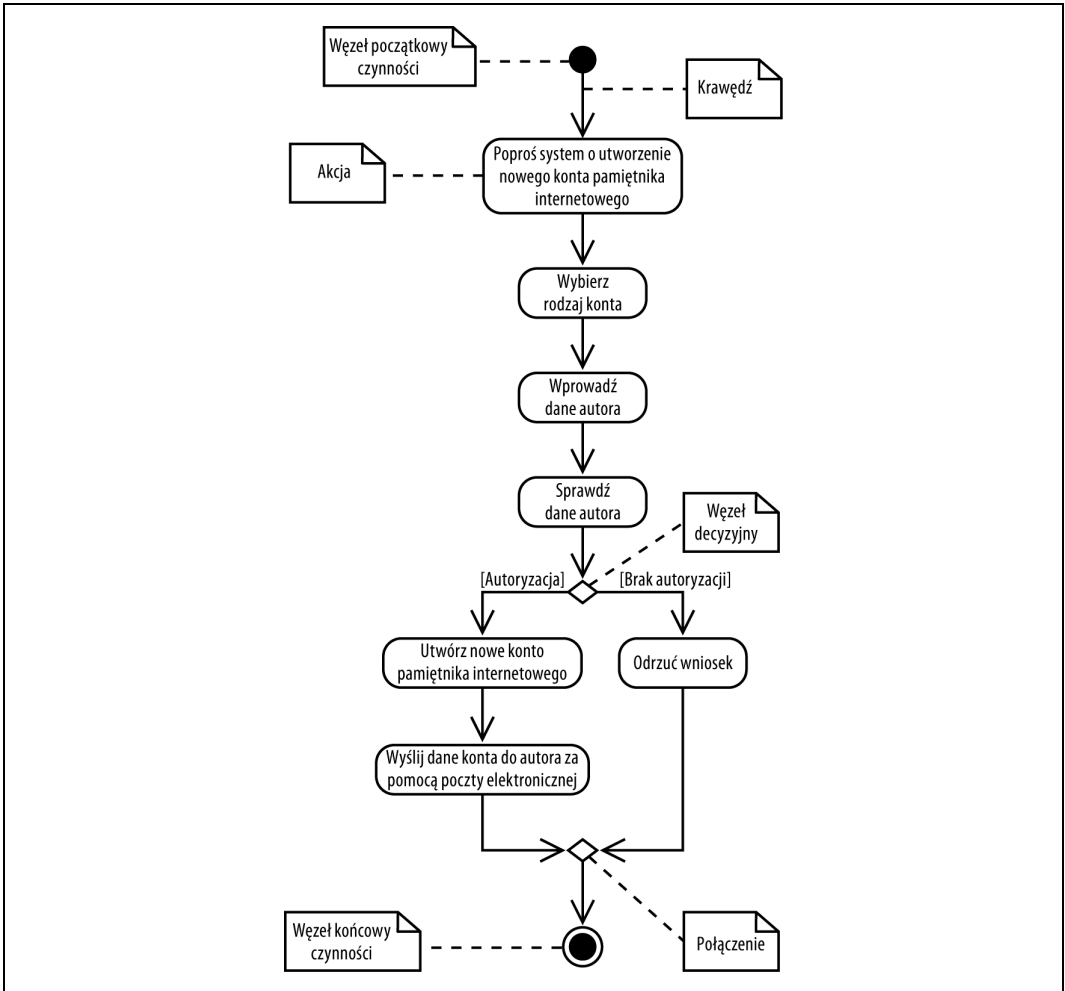 Węzeł początkowy
czynności
Krawędź
Poproś system o utworzenie
nowego konta pamiętnika
internetowego
Akcja
Wybierz
rodzaj konta
Wprowadź
dane autora
Sprawdź
dane autora
Węzeł
decyzyjny
[Autoryzacja]
[Brak autoryzacji]
Utwórz nowe konto
pamiętnika internetowego
Odrzuć wniosek
Wyślij dane konta do autora za
pomocą poczty elektronicznej
Węzeł końcowy
czynności
Połączenie